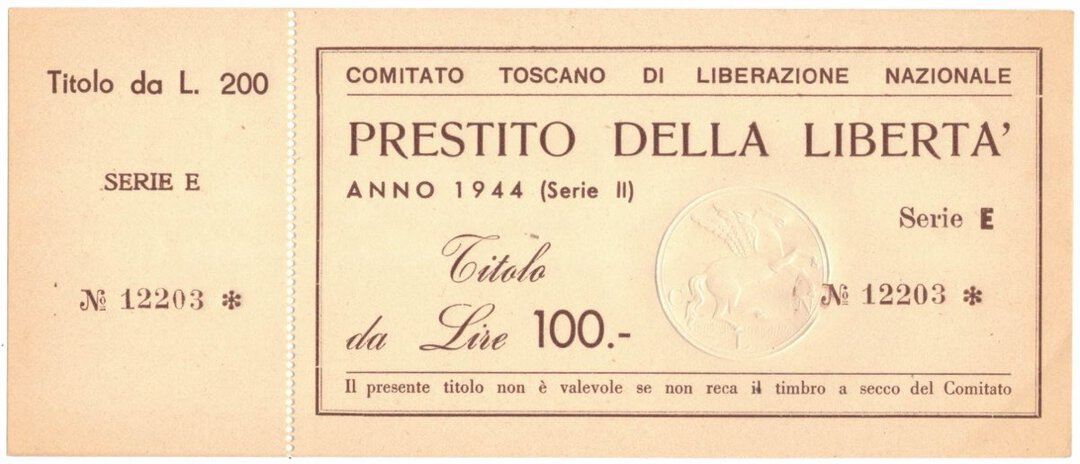 Titolo da L. 200
SERIE E
№ 12203 *
COMITATO TOSCANO DI LIBERAZIONE NAZIONALE
PRESTITO DELLA LIBERTA'
ANNO 1944 (Serie II)
Serie E
Titolo
№ 12203 *
da Lire 100.-
Il presente titolo non è valevole se non reca il timbro a secco del Comitato